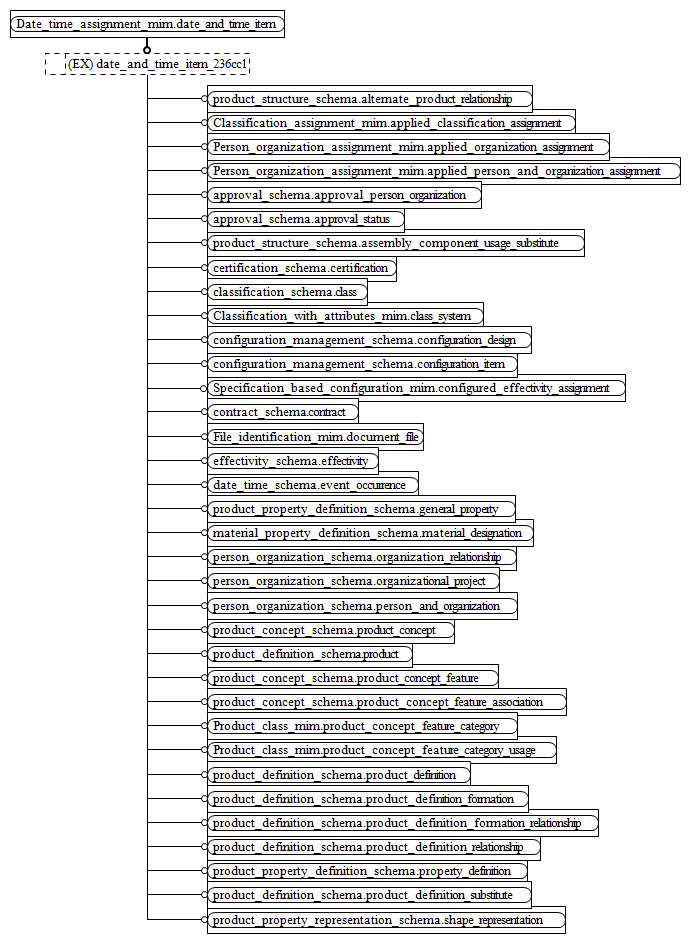 Date_time_assignment_mim.date_and_time_item
(EX) date_and_time_item_236cc1
product_structure_schema.alternate_product_relationship
Classification_assignment_mim.applied_classification_assignment
Person_organization_assignment_mim.applied_organization_assignment
Person_organization_assignment_mim.applied_person_and_organization_assignment
approval_schema.approval_person_organization
approval_schema.approval_status
product_structure_schema.assembly_component_usage_substitute
certification_schema.certification
classification_schema.class
Classification_with_attributes_mim.class_system
configuration_management_schema.configuration_design
configuration_management_schema.configuration_item
Specification_based_configuration_mim.configured_effectivity_assignment
contract_schema.contract
File_identification_mim.document_file
effectivity_schema.effectivity
date_time_schema.event_occurrence
product_property_definition_schema.general_property
material_property_definition_schema.material_designation
person_organization_schema.organization_relationship
person_organization_schema.organizational_project
person_organization_schema.person_and_organization
product_concept_schema.product_concept
product_definition_schema.product
product_concept_schema.product_concept_feature
product_concept_schema.product_concept_feature_association
Product_class_mim.product_concept_feature_category
Product_class_mim.product_concept_feature_category_usage
product_definition_schema.product_definition
product_definition_schema.product_definition_formation
product_definition_schema.product_definition_formation_relationship
product_definition_schema.product_definition_relationship
product_property_definition_schema.property_definition
product_definition_schema.product_definition_substitute
product_property_representation_schema.shape_representation